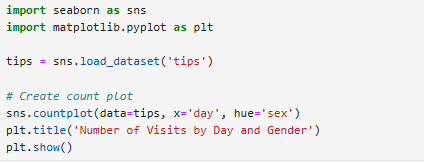 import seaborn as sns
import matplotlib.pyplot as plt
tips = sns.load_dataset('tips')
# Create count plot
sns.countplot(data=tips, x='day', hue='sex')
plt.title('Number of Visits by Day and Gender')
plt.show()